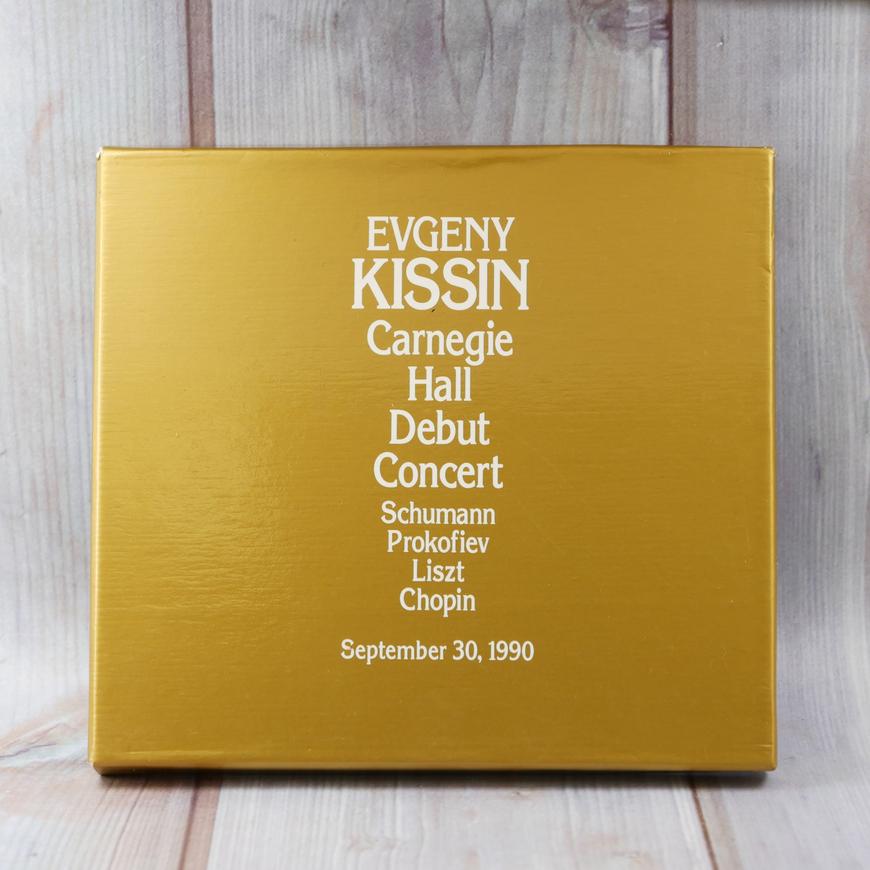 EVGENY
KISSIN
Carnegie
Hall
Debut
Concert
Schumann
Prokofiev
Liszt
Chopin
September 30, 1990